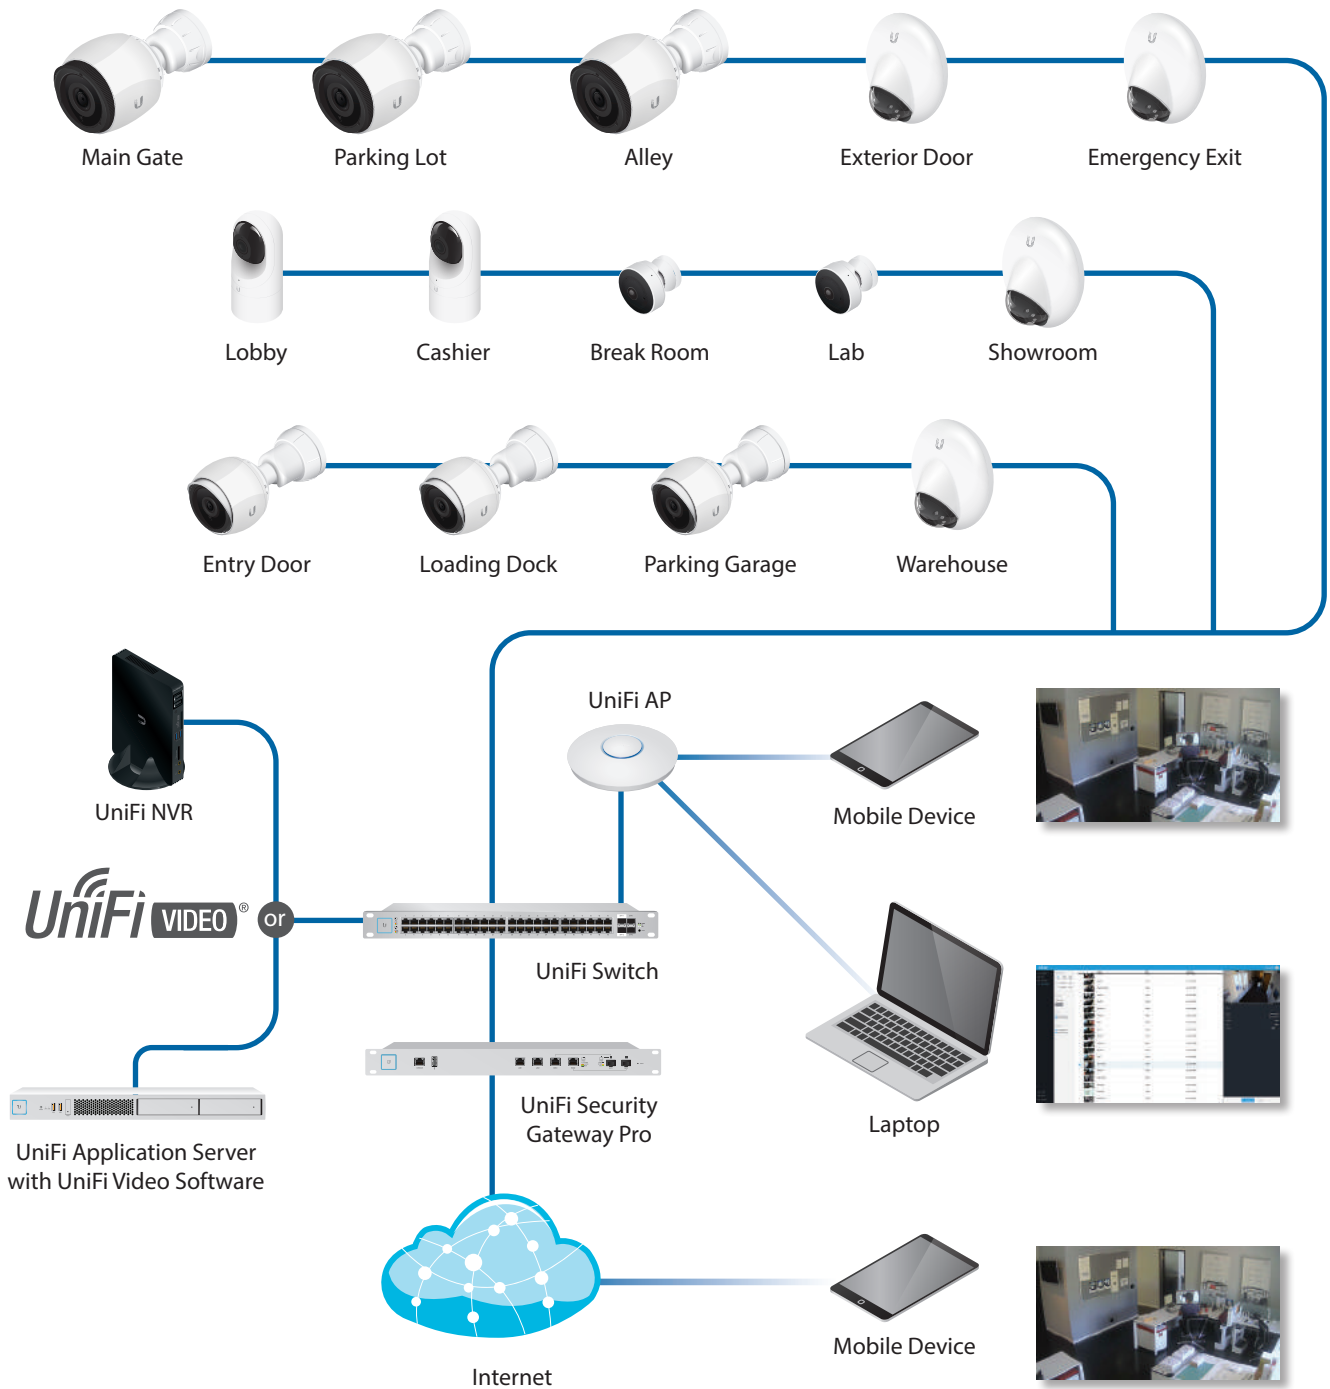 Main Gate
Parking Lot
Alley
Exterior Door
Emergency Exit
Lobby
Cashier
Break Room
Lab
Showroom
Entry Door
Loading Dock
Parking Garage
Warehouse
UniFi NVR
UniFi AP
Mobile Device
UniFi VIDEO®
or
UniFi Switch
UniFi Security
Gateway Pro
Laptop
UniFi Application Server
with UniFi Video Software
Internet
Mobile Device